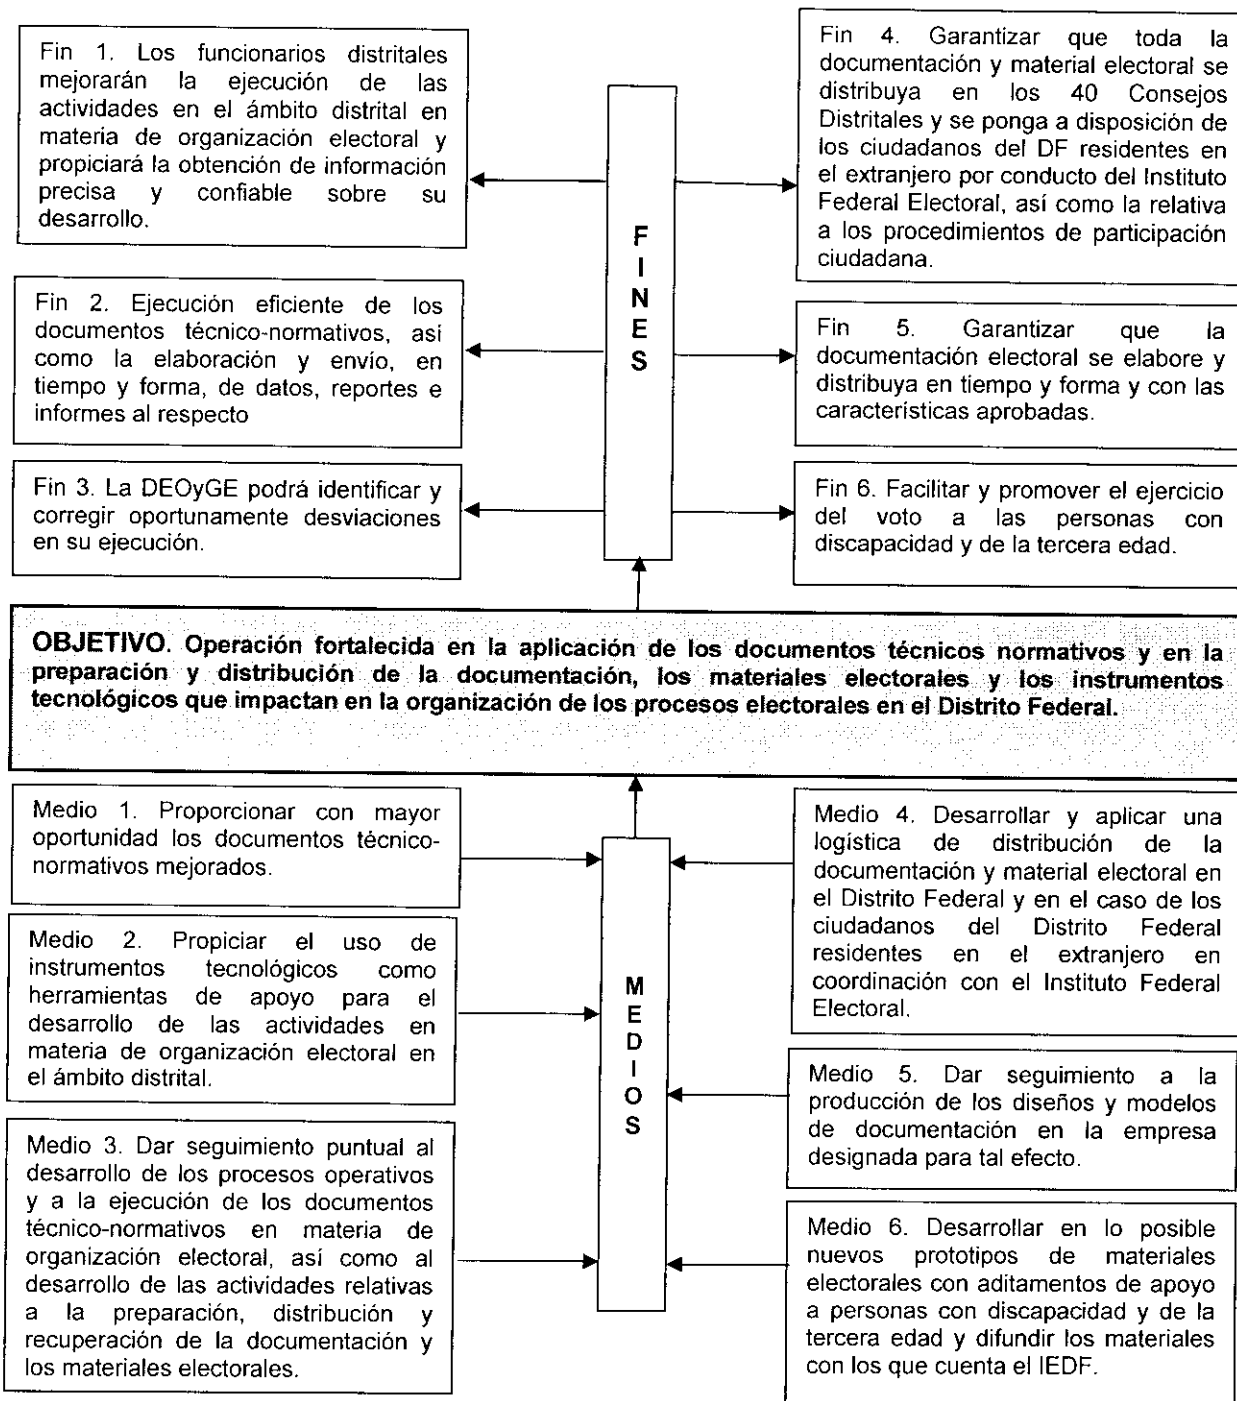 Fin 1. Los funcionarios distritales
mejorarán la ejecución de las
actividades en el ámbito distrital en
materia de organización electoral y
propiciará la obtención de información
precisa y confiable sobre su
desarrollo.
Fin 2. Ejecución eficiente de los
documentos técnico-normativos, así
como la elaboración y envío, en
tiempo y forma, de datos, reportes e
informes al respecto
Fin 3. La DEOyGE podrá identificar y
corregir oportunamente desviaciones
en su ejecución.
FINES
Fin 4. Garantizar que toda la
documentación y material electoral se
distribuya en los 40 Consejos
Distritales y se ponga a disposición de
los ciudadanos del DF residentes en
el extranjero por conducto del Instituto
Federal Electoral, así como la relativa
a los procedimientos de participación
ciudadana.
Fin 5. Garantizar que la
documentación electoral se elabore y
distribuya en tiempo y forma y con las
características aprobadas.
Fin 6. Facilitar y promover el ejercicio
del voto a las personas con
discapacidad y de la tercera edad.
OBJETIVO. Operación fortalecida en la aplicación de los documentos técnicos normativos y en la
preparación y distribución de la documentación, los materiales electorales y los instrumentos
tecnológicos que impactan en la organización de los procesos electorales en el Distrito Federal.
Medio 1. Proporcionar con mayor
oportunidad los documentos técnico-
normativos mejorados.
Medio 2. Propiciar el uso de
instrumentos tecnológicos como
herramientas de apoyo para el
desarrollo de las actividades en
materia de organización electoral en
el ámbito distrital.
Medio 3. Dar seguimiento puntual al
desarrollo de los procesos operativos
y a la ejecución de los documentos
técnico-normativos en materia de
organización electoral, así como al
desarrollo de las actividades relativas
a la preparación, distribución y
recuperación de la documentación y
los materiales electorales.
MEDIOS
Medio 4. Desarrollar y aplicar una
logística de distribución de la
documentación y material electoral en
el Distrito Federal y en el caso de los
ciudadanos del Distrito Federal
residentes en el extranjero en
coordinación con el Instituto Federal
Electoral.
Medio 5. Dar seguimiento a la
producción de los diseños y modelos
de documentación en la empresa
designada para tal efecto.
Medio 6. Desarrollar en lo posible
nuevos prototipos de materiales
electorales con aditamentos de apoyo
a personas con discapacidad y de la
tercera edad y difundir los materiales
con los que cuenta el IEDF.